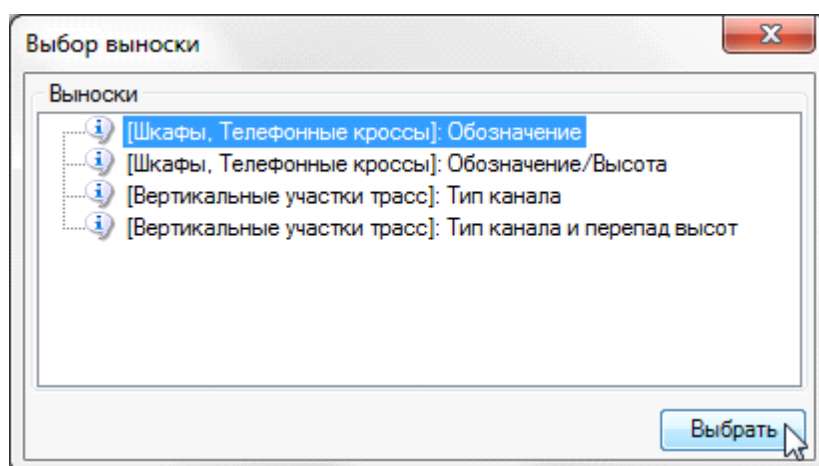 Выбор выноски
Выноски
[Шкафы, Телефонные кроссы]: Обозначение
[Шкафы, Телефонные кроссы]: Обозначение/Высота
[Вертикальные участки трасс]: Тип канала
[Вертикальные участки трасс]: Тип канала и перепад высот
Выбрать